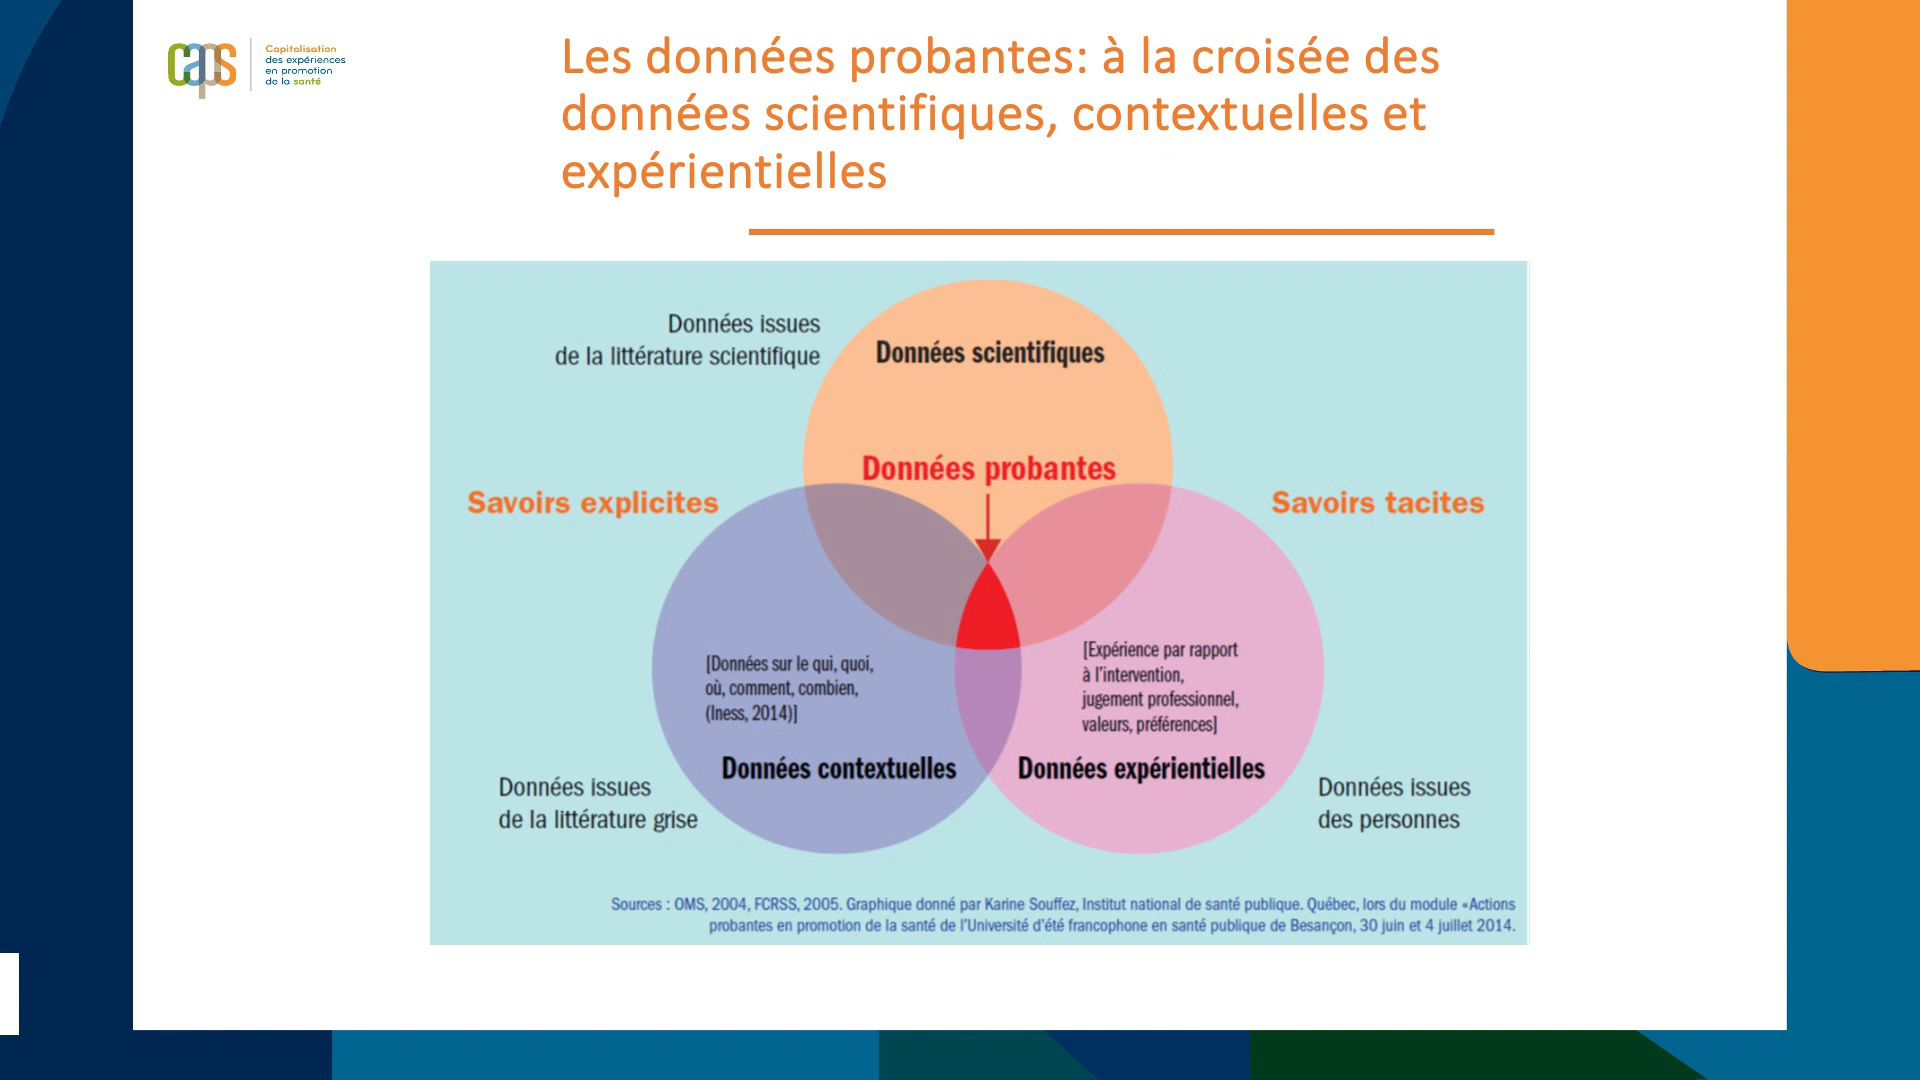 caps
Capitalisation
des expériences
en promotion
de la santé
Les données probantes: à la croisée des
données scientifiques, contextuelles et
expérientielles
Données issues
de la littérature scientifique
Données scientifiques
Données probantes
Savoirs explicites
Savoirs tacites
[Données sur le qui, quoi,
où, comment, combien,
(Iness, 2014)]
Données contextuelles
[Expérience par rapport
à l'intervention,
jugement professionnel,
valeurs, préférences]
Données expérientielles
Données issues
de la littérature grise
Données issues
des personnes
Sources : OMS, 2004, FCRSS, 2005. Graphique donné par Karine Souffez, Institut national de santé publique. Québec, lors du module «Actions
probantes en promotion de la santé de l'Université d'été francophone en santé publique de Besançon, 30 juin et 4 juillet 2014.